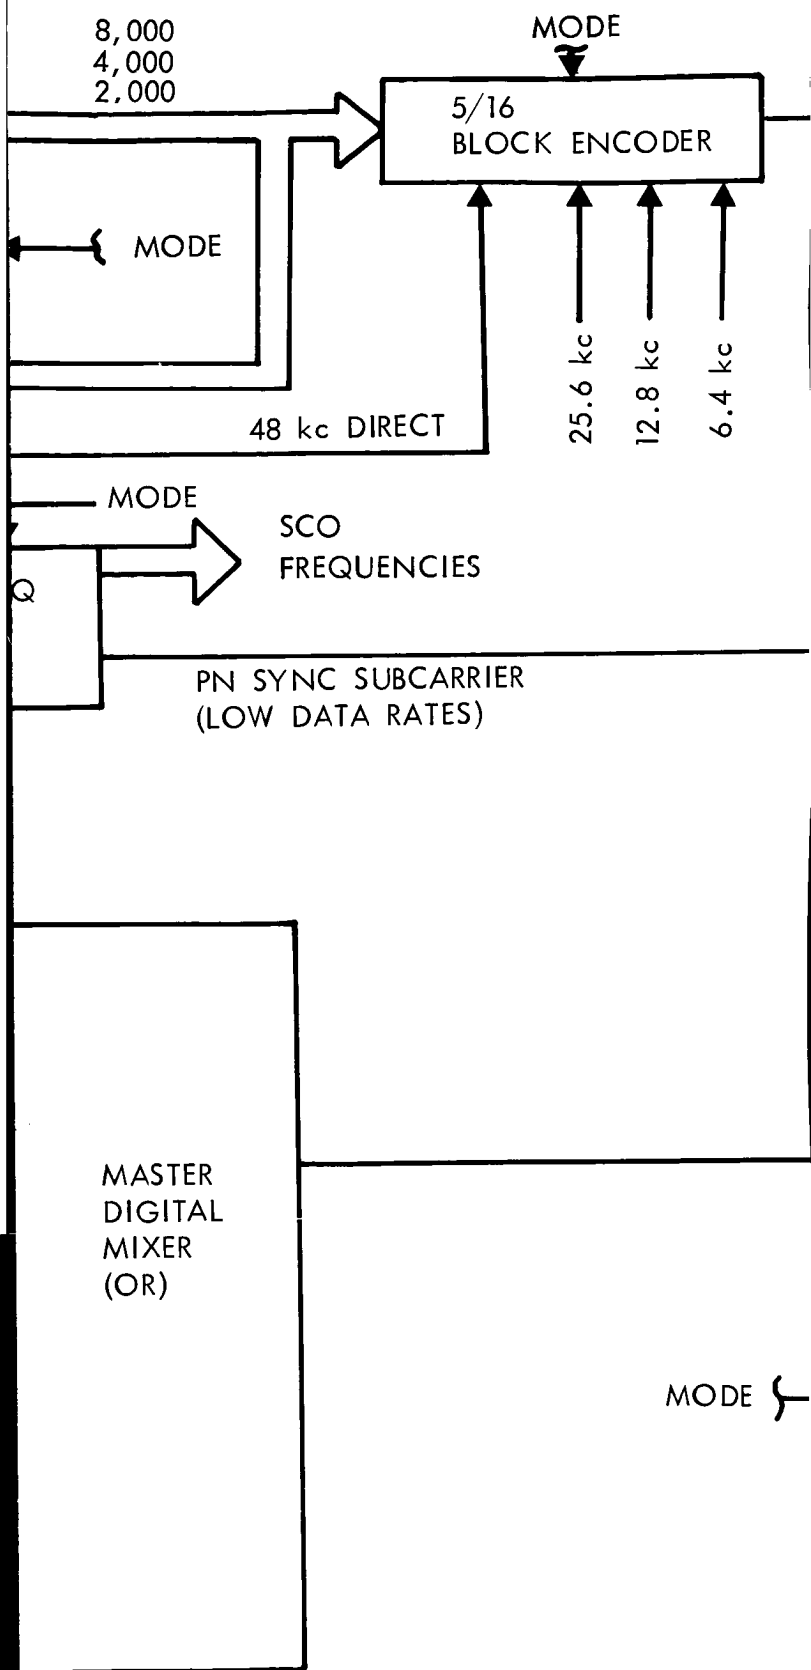 8,000
4,000
2,000
MODE
5/16
BLOCK ENCODER
MODE
25.6 kc
12.8 kc
6.4 kc
48 kc DIRECT
MODE
SCO
FREQUENCIES
Q
PN SYNC SUBCARRIER
(LOW DATA RATES)
MASTER
DIGITAL
MIXER
(OR)
MODE